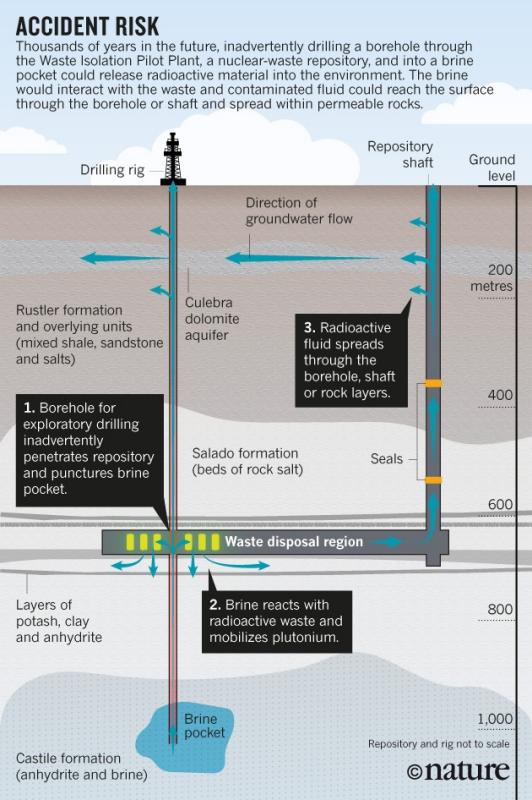 ACCIDENT RISK
Thousands of years in the future, inadvertently drilling a borehole through
the Waste Isolation Pilot Plant, a nuclear-waste repository, and into a brine
pocket could release radioactive material into the environment. The brine
would interact with the waste and contaminated fluid could reach the surface
through the borehole or shaft and spread within permeable rocks.
Drilling rig
Repository
shaft
Ground
level
Direction of
groundwater flow
200
metres
Culebra
dolomite
aquifer
Rustler formation
and overlying units
(mixed shale, sandstone
and salts)
3. Radioactive
fluid spreads
through the
borehole, shaft
or rock layers.
400
1. Borehole for
exploratory drilling
inadvertently
penetrates repository
and punctures brine
pocket.
Salado formation
(beds of rock salt)
Seals
600
Waste disposal region
Layers of
potash, clay
and anhydrite
2. Brine reacts with
radioactive waste and
mobilizes plutonium.
800
Brine
pocket
1,000
Repository and rig not to scale
Castile formation
(anhydrite and brine)
©nature